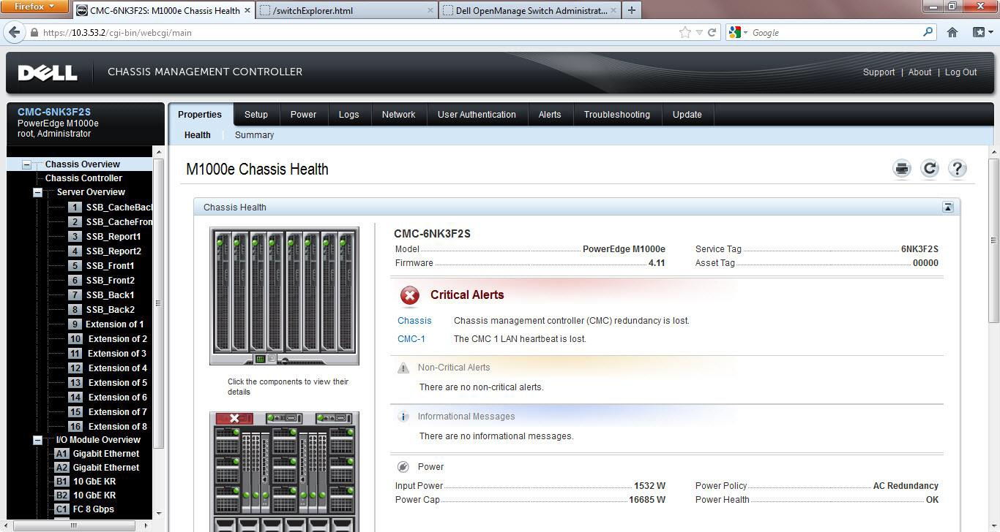 Firefox
CMC-6NK3F2S: M1000e Chassis Health
/switchExplorer.html
Dell OpenManage Switch Administrat...
https://10.3.53.2/cgi-bin/webcgi/main
Google
DELL
CHASSIS MANAGEMENT CONTROLLER
Support | About | Log Out
CMC-6NK3F2S
PowerEdge M1000e
root, Administrator
Properties Setup Power Logs Network User Authentication Alerts Troubleshooting Update
Health Summary
Chassis Overview
Chassis Controller
Server Overview
1 SSB_CacheBack
2 SSB_CacheFron
3 SSB_Report1
4 SSB_Report2
5 SSB_Front1
6 SSB_Front2
7 SSB_Back1
8 SSB_Back2
9 Extension of 1
10 Extension of 2
11 Extension of 3
12 Extension of 4
13 Extension of 5
14 Extension of 6
15 Extension of 7
16 Extension of 8
I/O Module Overview
A1 Gigabit Ethernet
A2 Gigabit Ethernet
B1 10 GbE KR
B2 10 GbE KR
C1 FC 8 Gbps
M1000e Chassis Health
Chassis Health
Click the components to view their
details
CMC-6NK3F2S
Model PowerEdge M1000e
Service Tag 6NK3F2S
Firmware 4.11
Asset Tag 00000
Critical Alerts
Chassis Chassis management controller (CMC) redundancy is lost.
CMC-1 The CMC 1 LAN heartbeat is lost.
Non-Critical Alerts
There are no non-critical alerts.
Informational Messages
There are no informational messages.
Power
Input Power 1532 W
Power Policy AC Redundancy
Power Cap 16685 W
Power Health OK